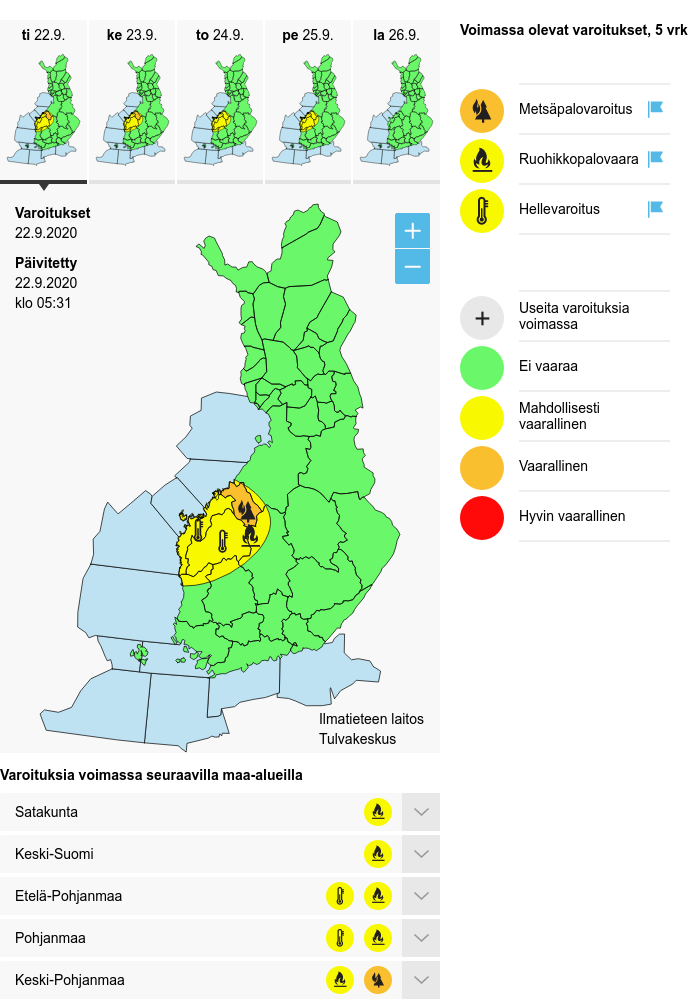 ti 22.9.
ke 23.9.
to 24.9.
pe 25.9.
la 26.9.
Voimassa olevat varoitukset, 5 vrk
Metsäpalovaroitus
Ruohikkopalovaara
Hellevaroitus
Varoitukset
22.9.2020
Päivitetty
22.9.2020
klo 05:31
+
−
+
Useita varoituksia
voimassa
Ei vaaraa
Mahdollisesti
vaarallinen
Vaarallinen
Hyvin vaarallinen
Ilmatieteen laitos
Tulvakeskus
Varoituksia voimassa seuraavilla maa-alueilla
Satakunta
Keski-Suomi
Etelä-Pohjanmaa
Pohjanmaa
Keski-Pohjanmaa